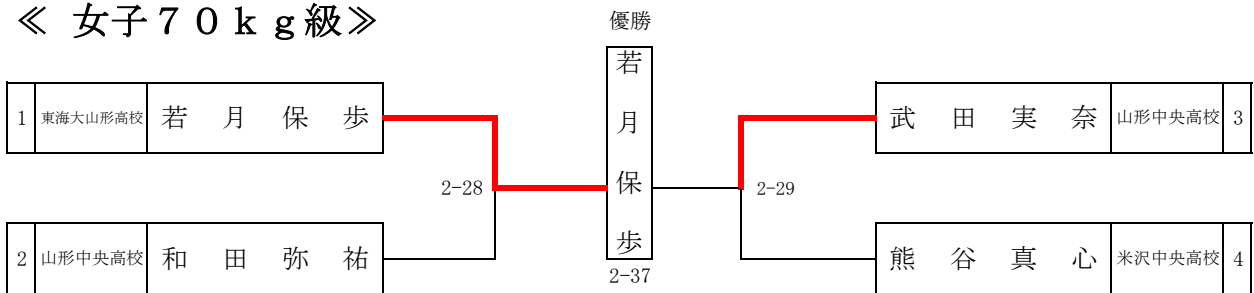 ≪ 女子７０ｋｇ級≫
優勝
若月保歩
2-37
1 東海大山形高校 若月保歩
2-28
2 山形中央高校 和田弥祐
武田実奈 山形中央高校 3
2-29
熊谷真心 米沢中央高校 4